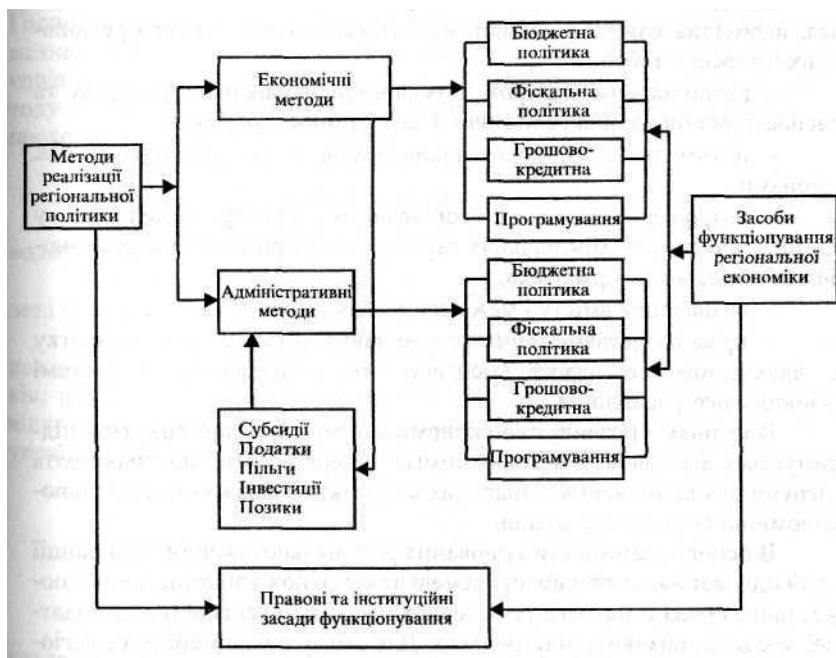 Методи
реалізації
регіональної
політики
Економічні
методи
Адміністративні
методи
Субсидії
Податки
Пільги
Інвестиції
Позики
Правові та інституційні
засади функціонування
Бюджетна
політика
Фіскальна
політика
Грошово-
кредитна
Програмування
Бюджетна
політика
Фіскальна
політика
Грошово-
кредитна
Програмування
Засоби
функціонування
регіональної
економіки